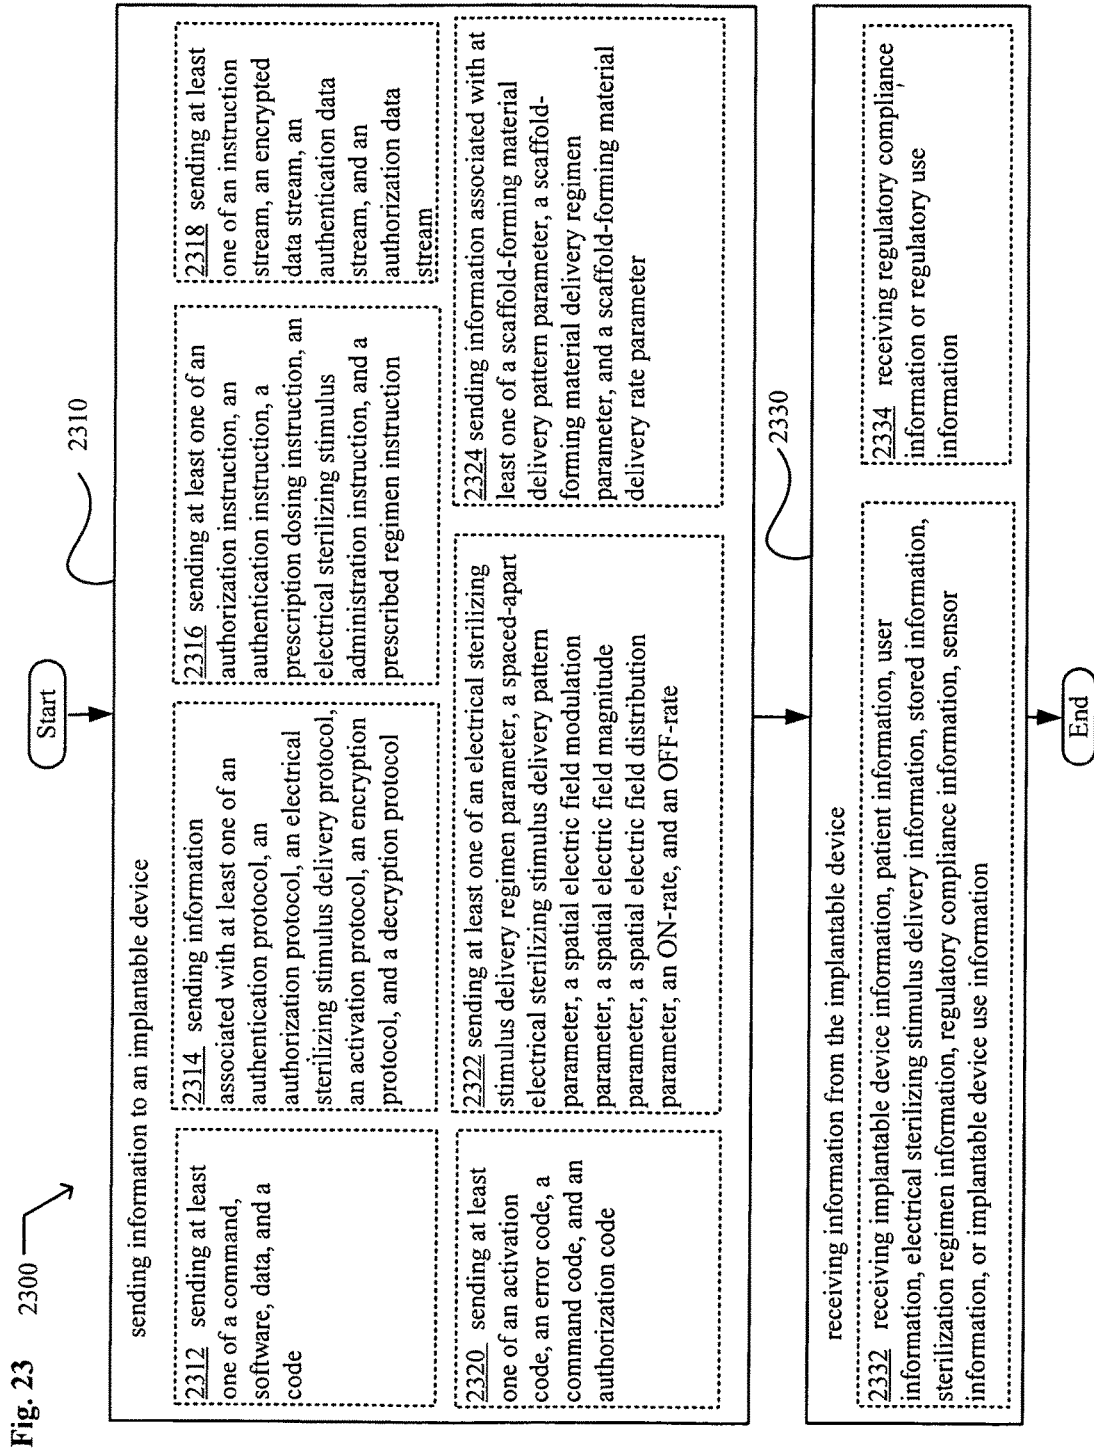 Fig. 23
2300
Start
2310
sending information to an implantable device
2312 sending at least
one of a command,
software, data, and a
code
2314 sending information
associated with at least one of an
authentication protocol, an
authorization protocol, an electrical
sterilizing stimulus delivery protocol,
an activation protocol, an encryption
protocol, and a decryption protocol
2316 sending at least one of an
authorization instruction, an
authentication instruction, a
prescription dosing instruction, an
electrical sterilizing stimulus
administration instruction, and a
prescribed regimen instruction
2318 sending at least
one of an instruction
stream, an encrypted
data stream, an
authentication data
stream, and an
authorization data
stream
2320 sending at least
one of an activation
code, an error code, a
command code, and an
authorization code
2322 sending at least one of an electrical sterilizing
stimulus delivery regimen parameter, a spaced-apart
electrical sterilizing stimulus delivery pattern
parameter, a spatial electric field modulation
parameter, a spatial electric field magnitude
parameter, a spatial electric field distribution
parameter, an ON-rate, and an OFF-rate
2324 sending information associated with at
least one of a scaffold-forming material
delivery pattern parameter, a scaffold-
forming material delivery regimen
parameter, and a scaffold-forming material
delivery rate parameter
2330
receiving information from the implantable device
2332 receiving implantable device information, patient information, user
information, electrical sterilizing stimulus delivery information, stored information,
sterilization regimen information, regulatory compliance information, sensor
information, or implantable device use information
2334 receiving regulatory compliance
information or regulatory use
information
End